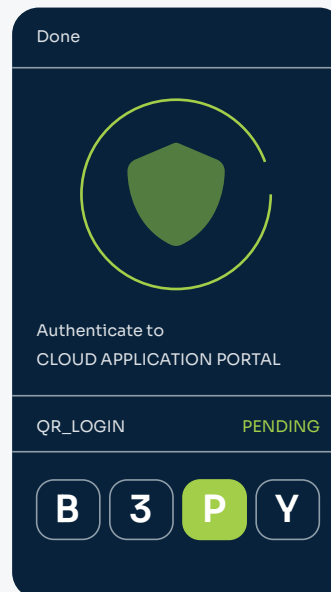 Done
Authenticate to
CLOUD APPLICATION PORTAL
QR_LOGIN PENDING
B 3 P Y